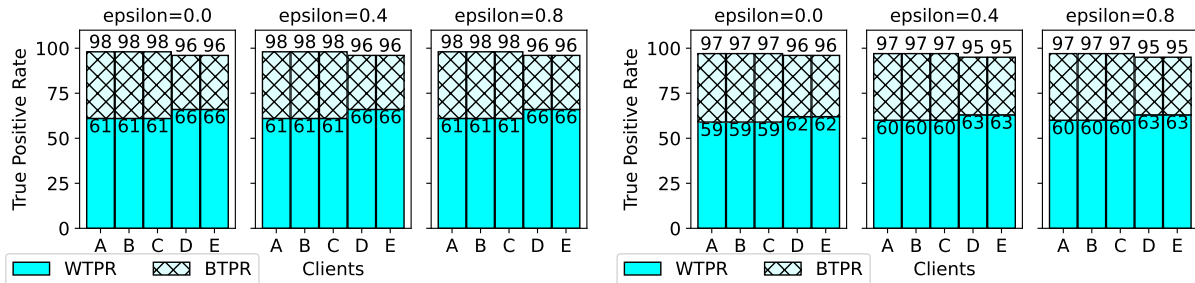 epsilon=0.0 epsilon=0.4 epsilon=0.8
98 98 98 96 96 98 98 98 96 96 98 98 98 96 96
61 61 61 66 66 61 61 61 66 66 61 61 61 66 66
True Positive Rate
100
75
50
25
0
A B C D E A B C D E A B C D E
WTPR BTPR Clients
epsilon=0.0 epsilon=0.4 epsilon=0.8
97 97 97 96 96 97 97 97 95 95 97 97 97 95 95
59 59 59 62 62 60 60 60 63 63 60 60 60 63 63
True Positive Rate
100
75
50
25
0
A B C D E A B C D E A B C D E
WTPR BTPR Clients